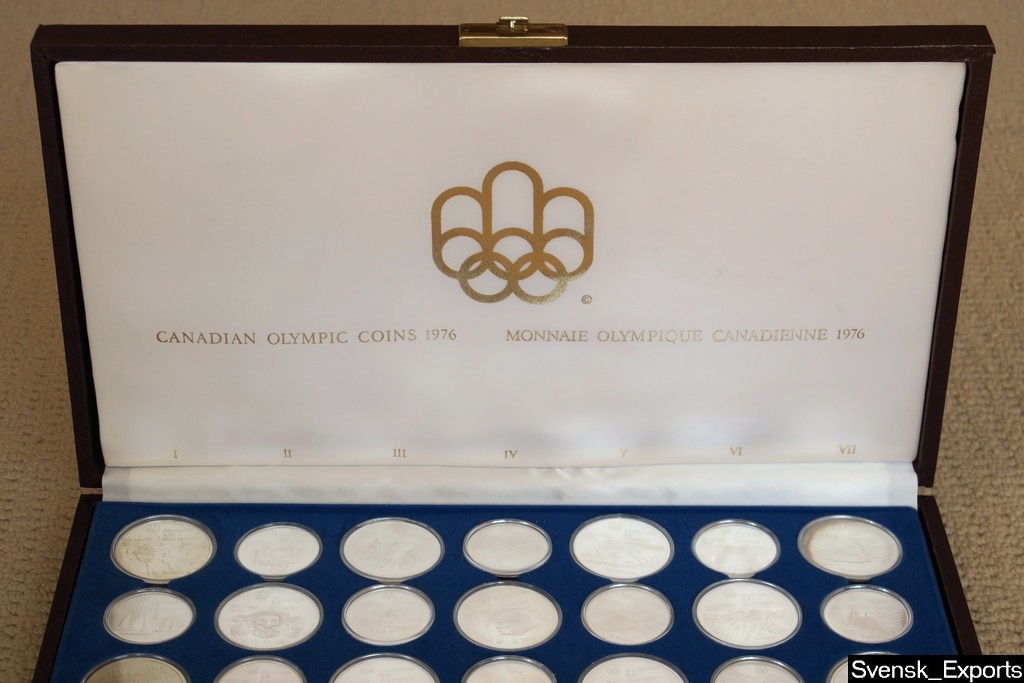 ©
CANADIAN OLYMPIC COINS 1976 MONNAIE OLYMPIQUE CANADIENNE 1976
I II III IV V VI VII
Svensk_Exports